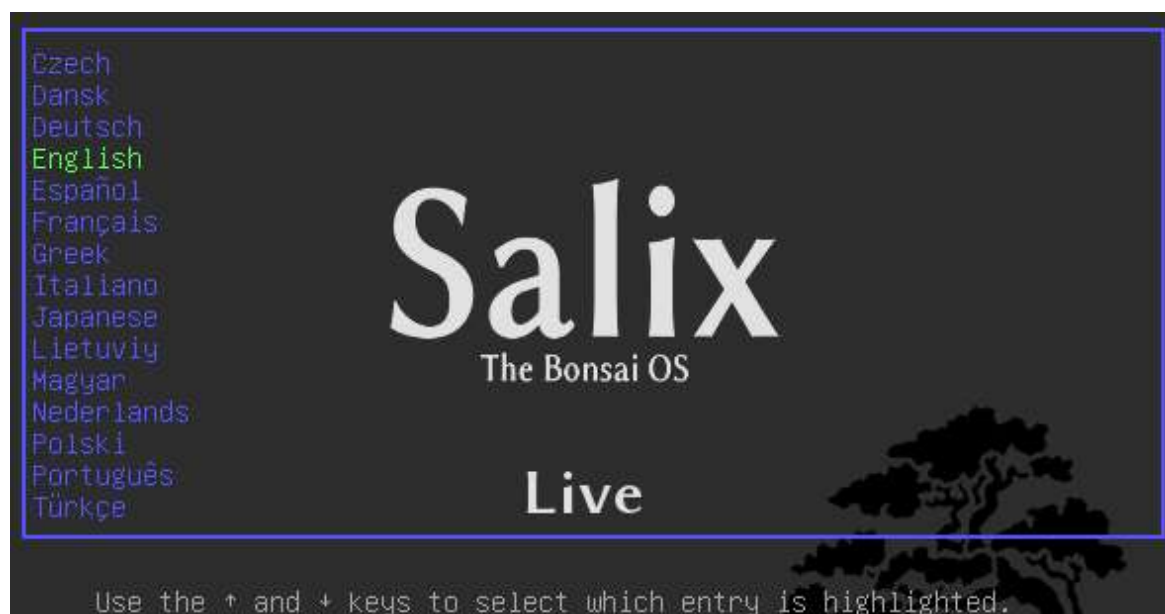 Czech
Dansk
Deutsch
English
Español
Français
Greek
Italiano
Japanese
Lietuviy
Magyar
Nederlands
Polski
Português
Türkçe
Salix
The Bonsai OS
Live
Use the ↑ and ↓ keys to select which entry is highlighted.